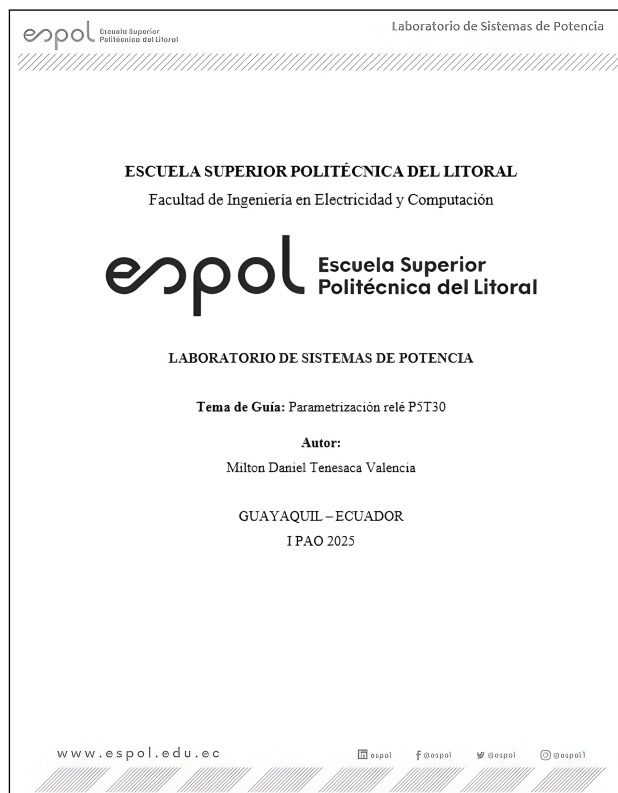 espol Escuela Superior
Politécnica del Litoral
Laboratorio de Sistemas de Potencia
ESCUELA SUPERIOR POLITÉCNICA DEL LITORAL
Facultad de Ingeniería en Electricidad y Computación
espol Escuela Superior
Politécnica del Litoral
LABORATORIO DE SISTEMAS DE POTENCIA
Tema de Guía: Parametrización relé P5T30
Autor:
Milton Daniel Tenesaca Valencia
GUAYAQUIL – ECUADOR
I PAO 2025
www.espol.edu.ec espol @espol @espol @espol1